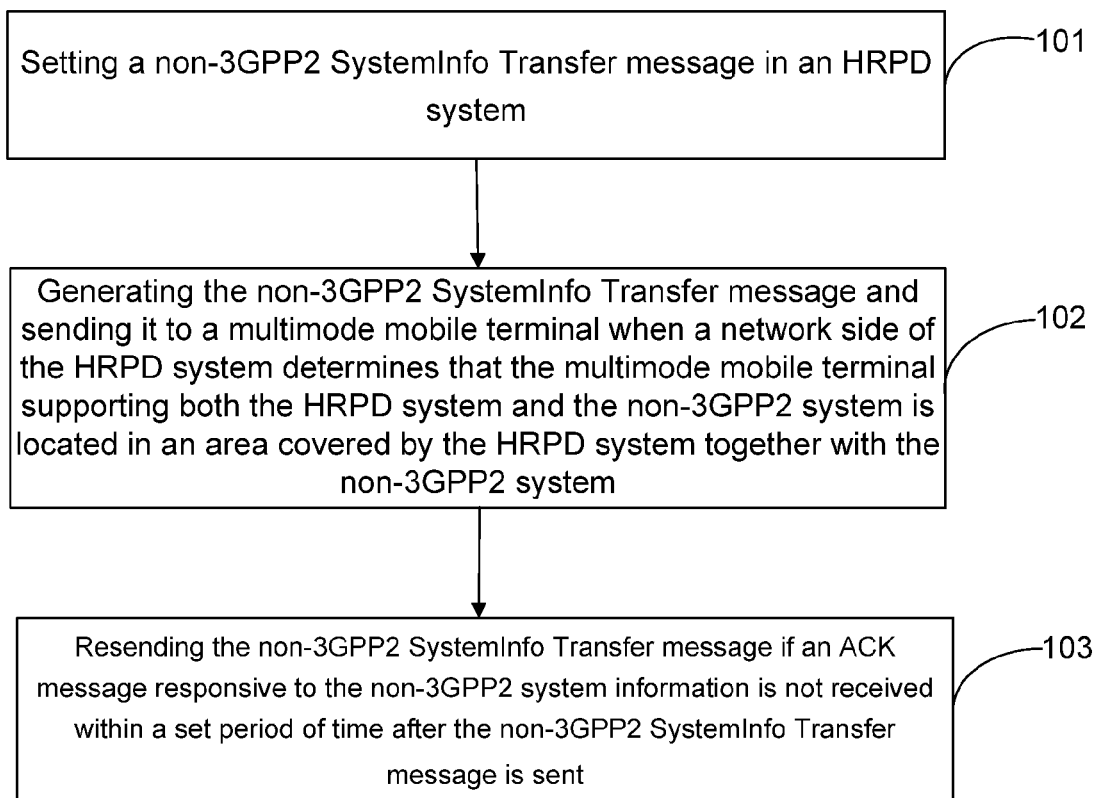 Setting a non-3GPP2 SystemInfo Transfer message in an HRPD
system
101
Generating the non-3GPP2 SystemInfo Transfer message and
sending it to a multimode mobile terminal when a network side of
the HRPD system determines that the multimode mobile terminal
supporting both the HRPD system and the non-3GPP2 system is
located in an area covered by the HRPD system together with the
non-3GPP2 system
102
Resending the non-3GPP2 SystemInfo Transfer message if an ACK
message responsive to the non-3GPP2 system information is not received
within a set period of time after the non-3GPP2 SystemInfo Transfer
message is sent
103